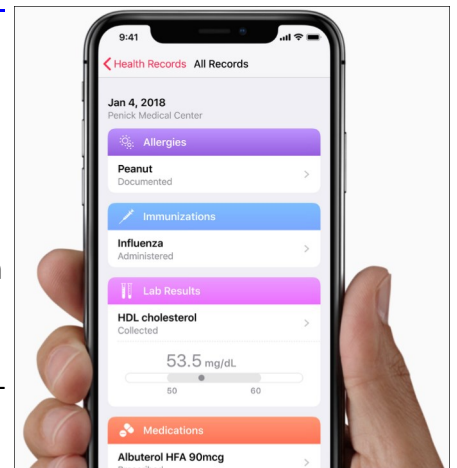 9:41
Health Records All Records
Jan 4, 2018
Penick Medical Center
Allergies
Peanut
Documented
Immunizations
Influenza
Administered
Lab Results
HDL cholesterol
Collected
53.5 mg/dL
50 60
Medications
Albuterol HFA 90mcg